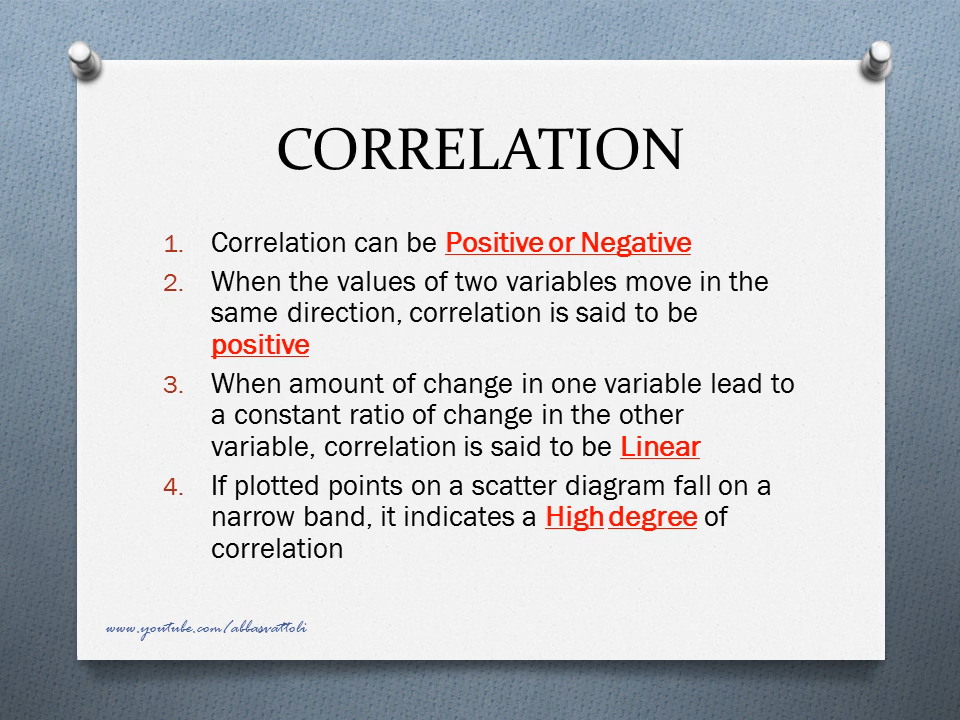 CORRELATION
1. Correlation can be Positive or Negative
2. When the values of two variables move in the
same direction, correlation is said to be
positive
3. When amount of change in one variable lead to
a constant ratio of change in the other
variable, correlation is said to be Linear
4. If plotted points on a scatter diagram fall on a
narrow band, it indicates a High degree of
correlation
www.youtube.com/abbasvattoli